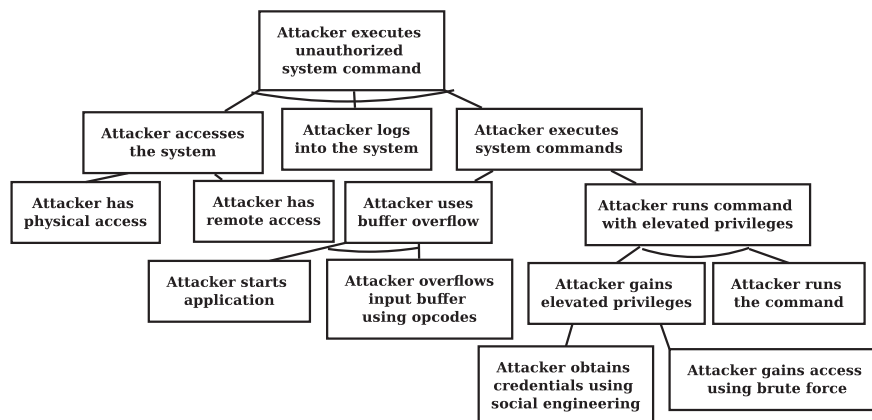 Attacker executes
unauthorized
system command
Attacker accesses
the system
Attacker logs
into the system
Attacker executes
system commands
Attacker has
physical access
Attacker has
remote access
Attacker uses
buffer overflow
Attacker runs command
with elevated privileges
Attacker starts
application
Attacker overflows
input buffer
using opcodes
Attacker gains
elevated privileges
Attacker runs
the command
Attacker obtains
credentials using
social engineering
Attacker gains access
using brute force